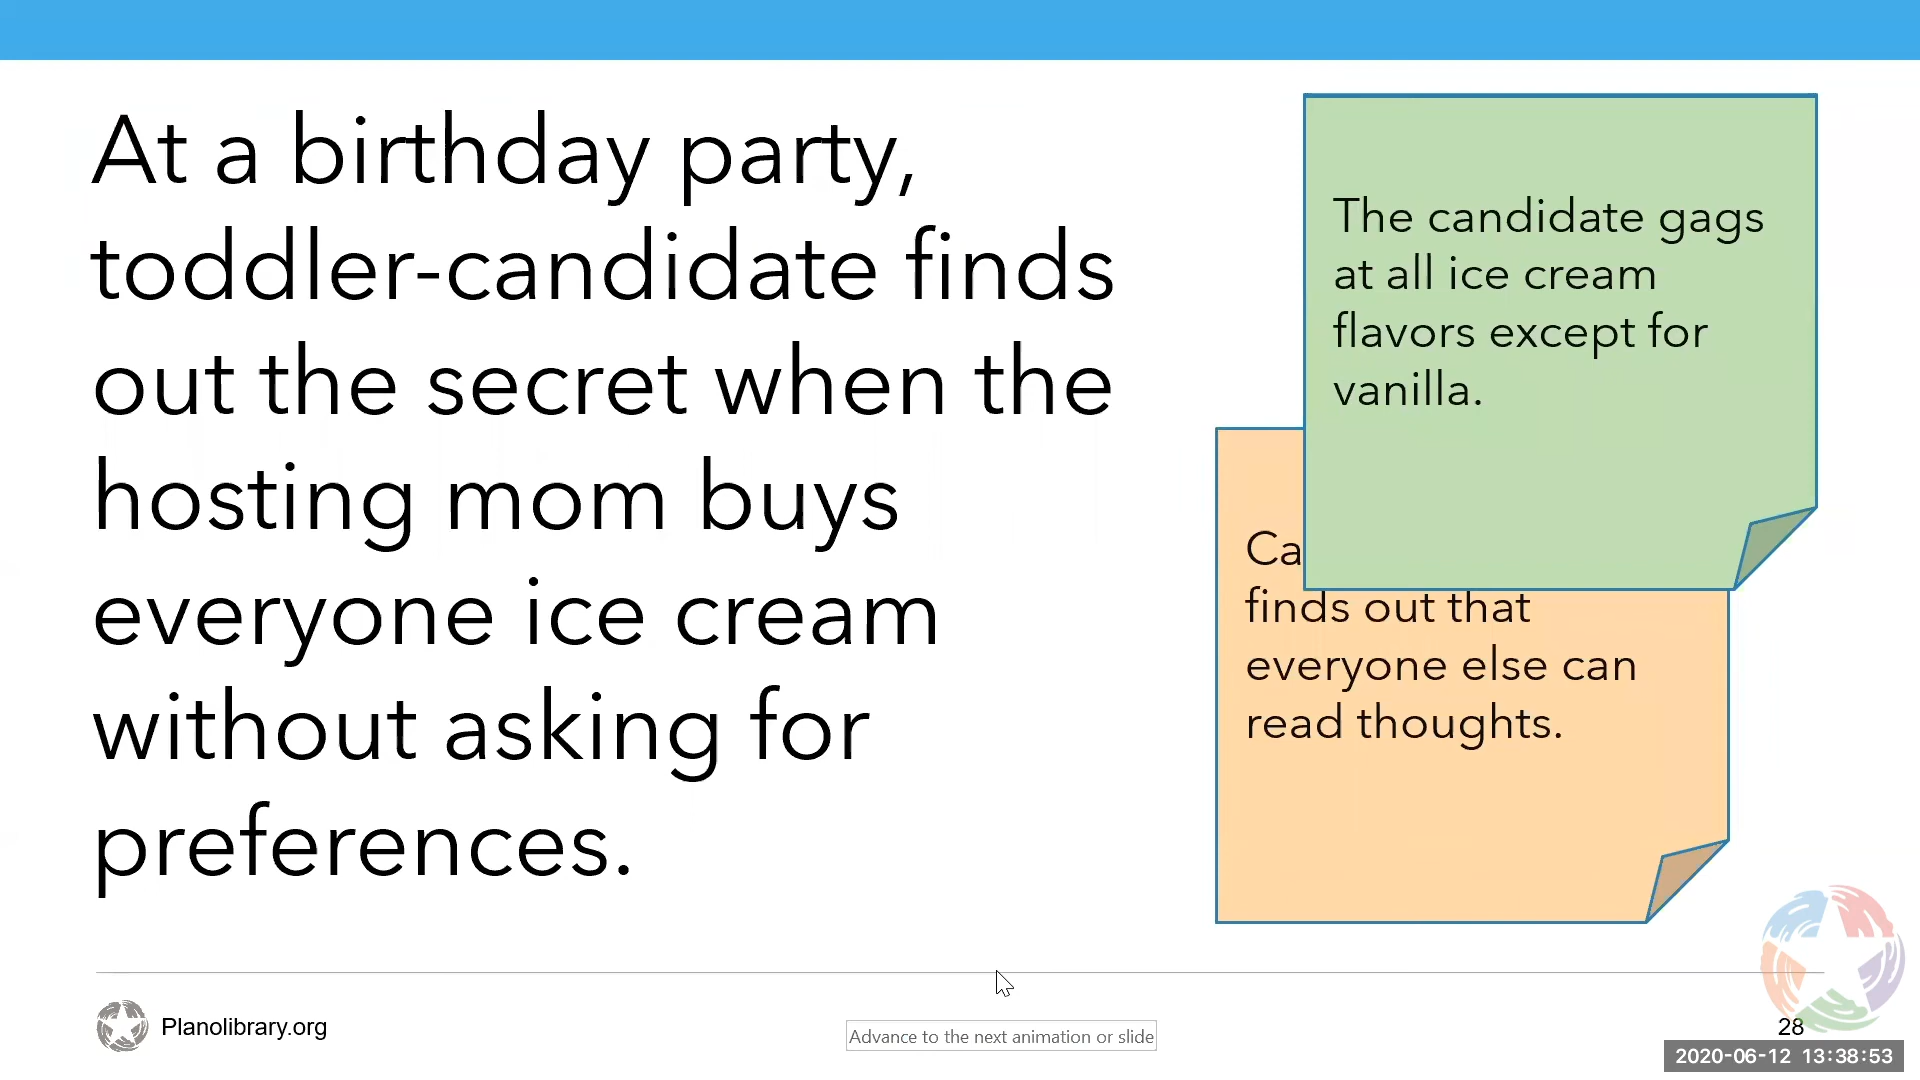 At a birthday party,
toddler-candidate finds
out the secret when the
hosting mom buys
everyone ice cream
without asking for
preferences.
The candidate gags
at all ice cream
flavors except for
vanilla.
finds out that
everyone else can
read thoughts.
Planolibrary.org
Advance to the next animation or slide
28
2020-06-12 13:38:53